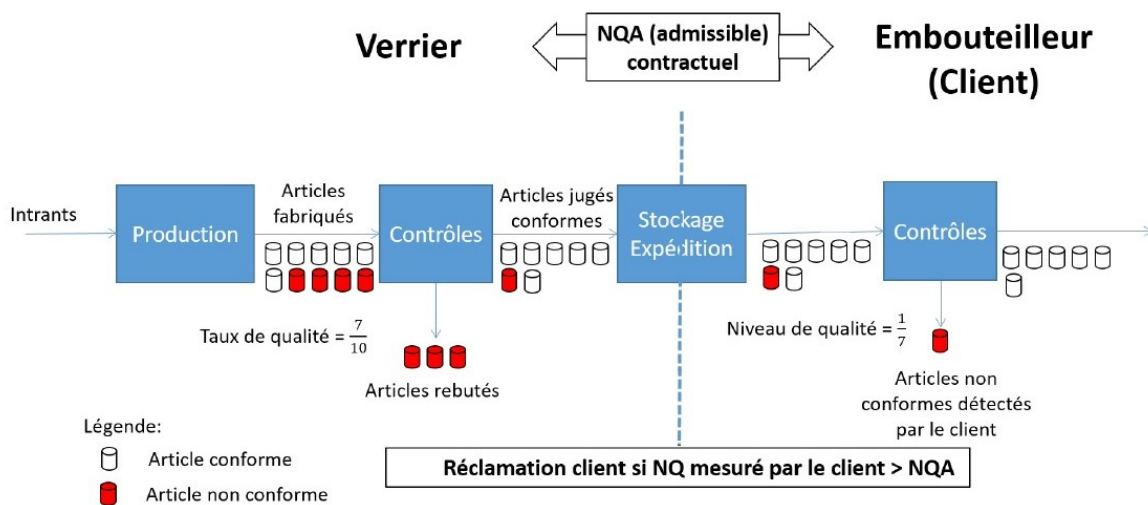 Verrier
NQA (admissible)
contractuel
Embouteilleur
(Client)
Intrants
Production
Articles
fabriqués
Contrôles
Articles jugés
conformes
Stockage
Expédition
Contrôles
Taux de qualité = 7/10
Articles rebutés
Niveau de qualité = 1/7
Articles non
conformes détectés
par le client
Légende:
Article conforme
Article non conforme
Réclamation client si NQ mesuré par le client > NQA